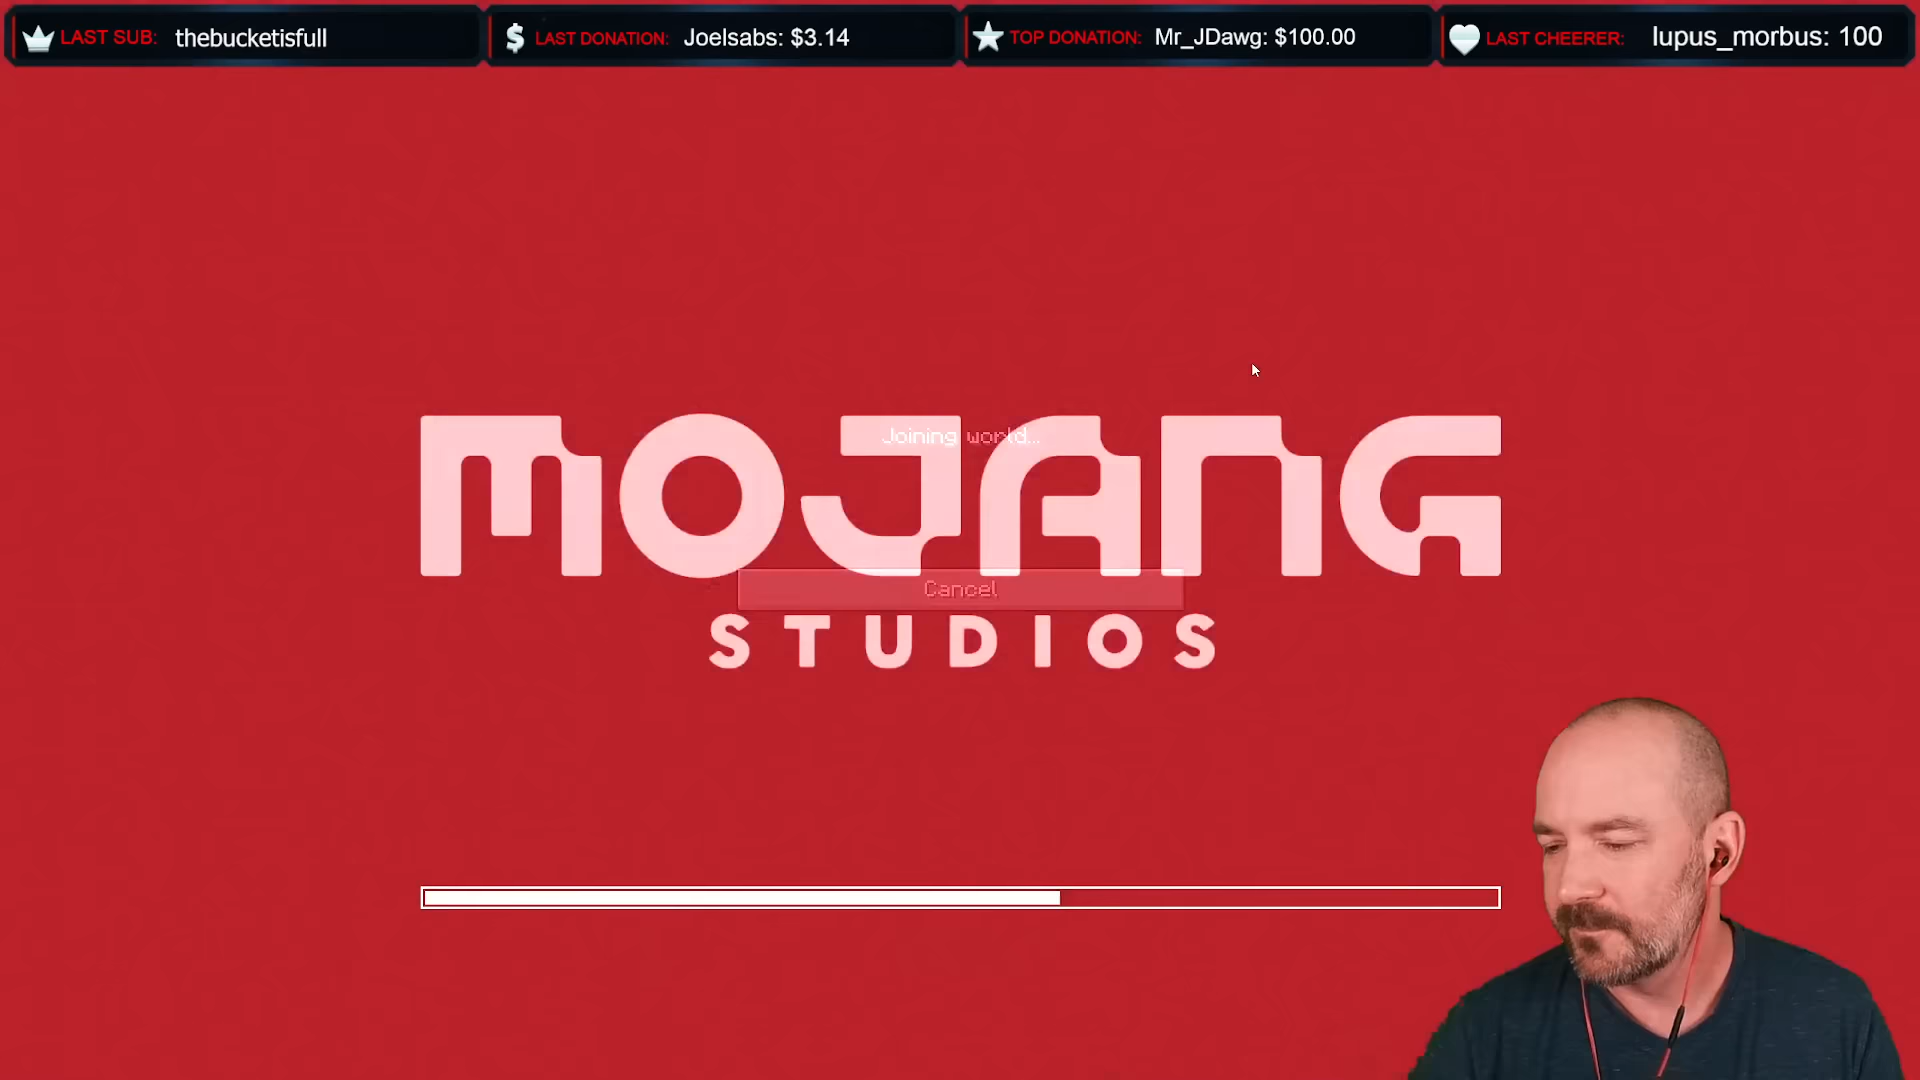 LAST SUB: thebucketisfull
LAST DONATION: Joelsabs: $3.14
TOP DONATION: Mr_JDawg: $100.00
LAST CHEERER: lupus_morbus: 100
Joining world...
MOJANG
Cancel
STUDIOS